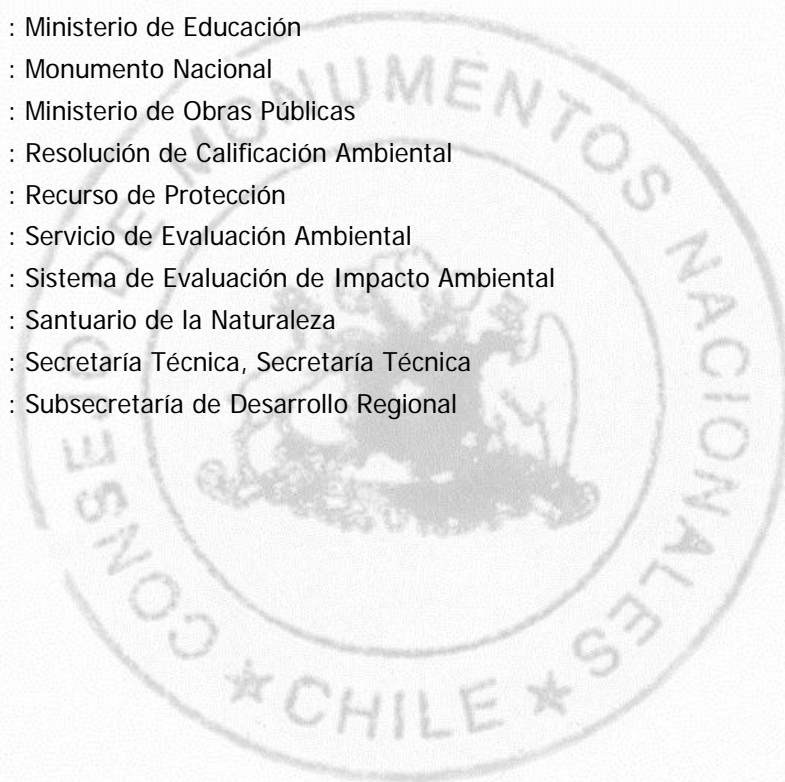 : Ministerio de Educación
: Monumento Nacional
: Ministerio de Obras Públicas
: Resolución de Calificación Ambiental
: Recurso de Protección
: Servicio de Evaluación Ambiental
: Sistema de Evaluación de Impacto Ambiental
: Santuario de la Naturaleza
: Secretaría Técnica, Secretaría Técnica
: Subsecretaría de Desarrollo Regional
CONSEJO DE MONUMENTOS NACIONALES
★ CHILE ★